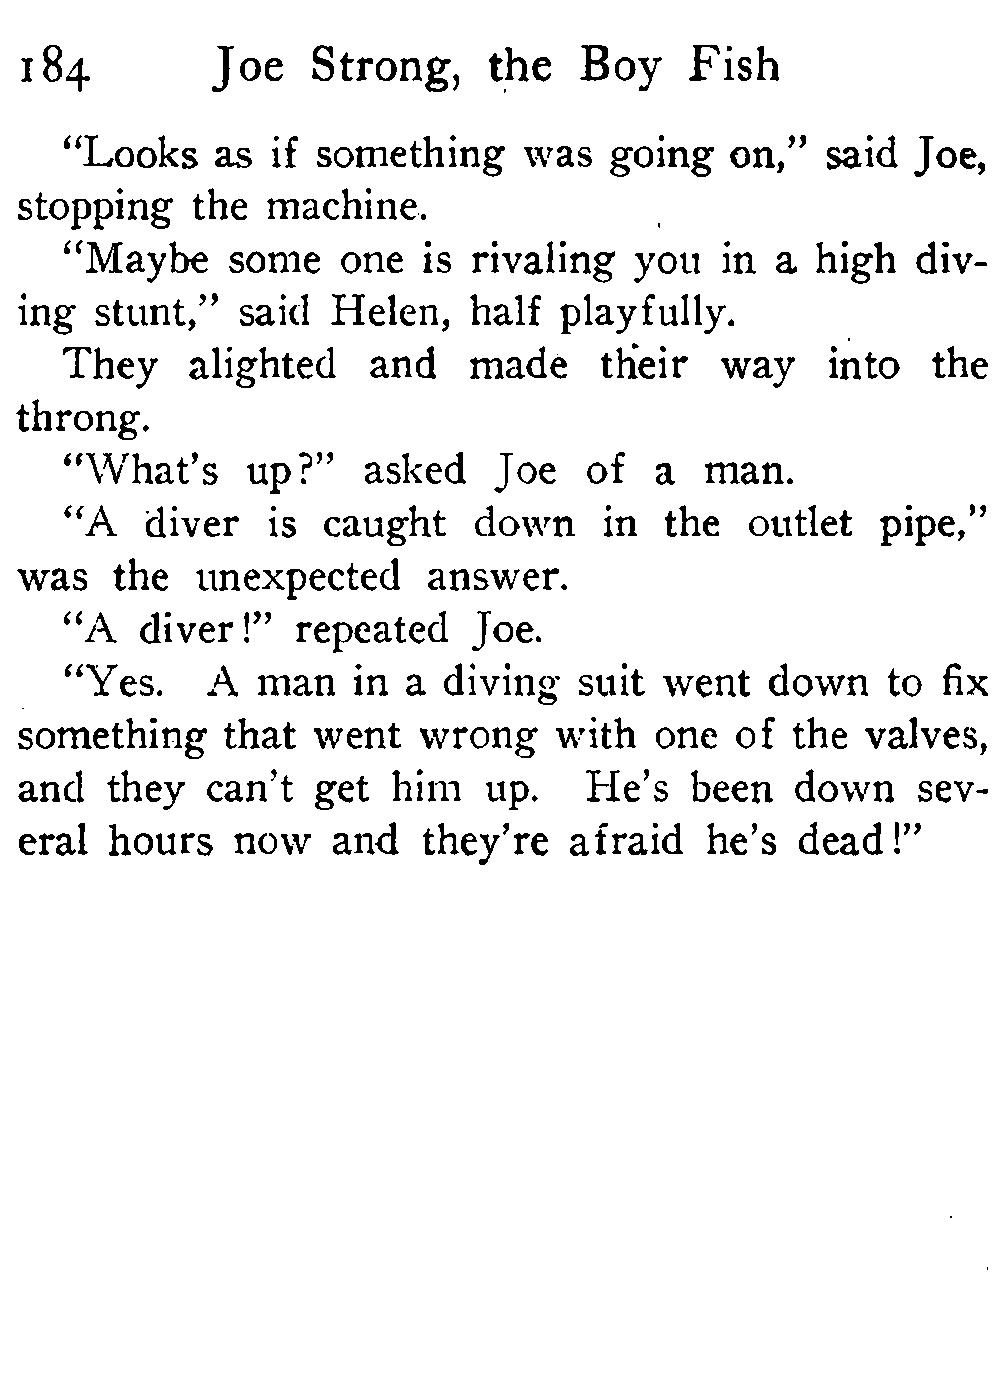 184 Joe Strong, the Boy Fish
“Looks as if something was going on,” said Joe,
stopping the machine.
“Maybe some one is rivaling you in a high div-
ing stunt,” said Helen, half playfully.
They alighted and made their way into the
throng.
“What's up?” asked Joe of a man.
“A diver is caught down in the outlet pipe,”
was the unexpected answer.
“A diver!” repeated Joe.
“Yes. A man in a diving suit went down to fix
something that went wrong with one of the valves,
and they can't get him up. He's been down sev-
eral hours now and they're afraid he's dead!”